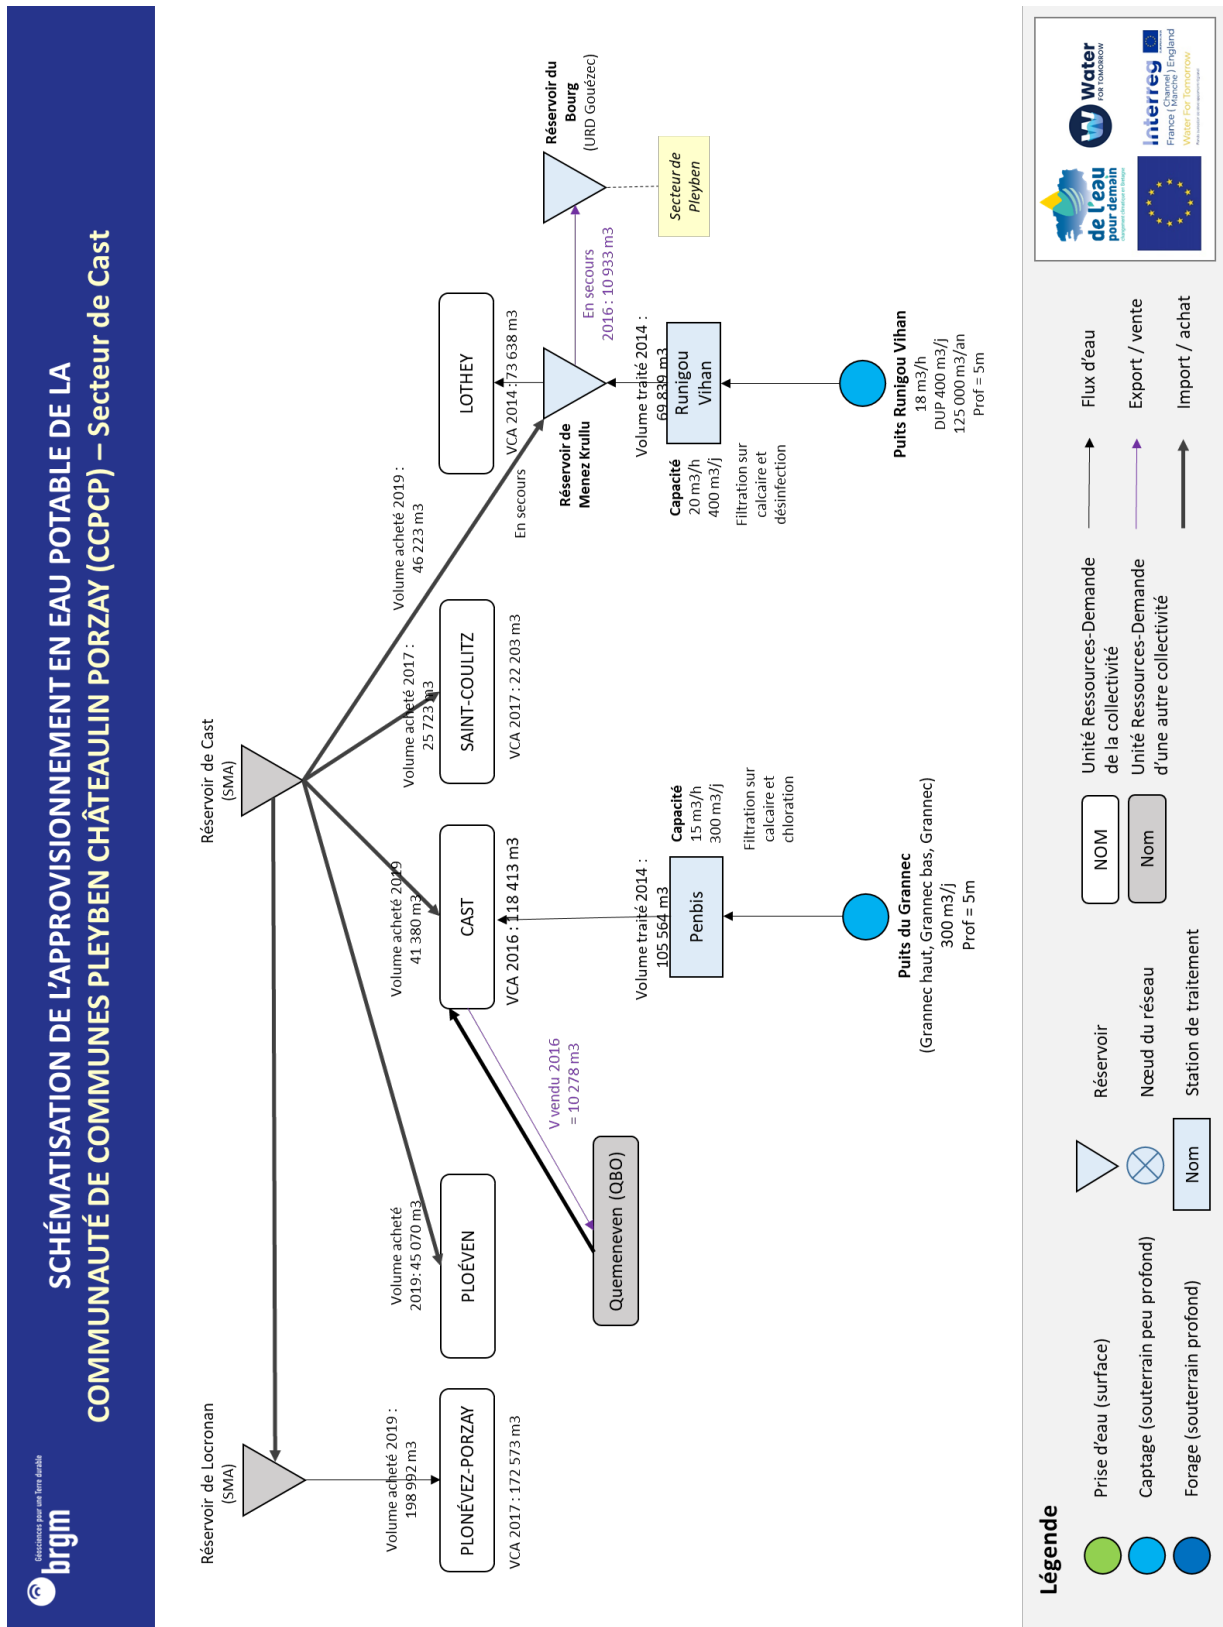 Géosciences pour une Terre durable
brgm
SCHÉMATISATION DE L'APPROVISIONNEMENT EN EAU POTABLE DE LA
COMMUNAUTÉ DE COMMUNES PLEYBEN CHÂTEAULIN PORZAY (CCPCP) – Secteur de Cast
Réservoir de Locronan
(SMA)
Réservoir de Cast
(SMA)
Volume acheté 2019 :
198 992 m3
PLONÉVEZ-PORZAY
VCA 2017 : 172 573 m3
Volume acheté
2019: 45 070 m3
PLOÉVEN
Volume acheté 2019
41 380 m3
CAST
VCA 2016 : 118 413 m3
Volume acheté 2017 :
25 723 m3
SAINT-COULITZ
VCA 2017 : 22 203 m3
Volume acheté 2019 :
46 223 m3
En secours
LOTHEY
VCA 2014 : 73 638 m3
Réservoir de
Menez Krullu
En secours
2016 : 10 933 m3
Réservoir du
Bourg
(URD Gouézec)
Secteur de
Pleyben
V vendu 2016
= 10 278 m3
Quemeneven (QBO)
Volume traité 2014 :
105 564 m3
Penbis
Capacité
15 m3/h
300 m3/j
Filtration sur
calcaire et
chloration
Puits du Grannec
(Grannec haut, Grannec bas, Grannec)
300 m3/j
Prof = 5m
Volume traité 2014 :
69 839 m3
Runigou
Vihan
Capacité
20 m3/h
400 m3/j
Filtration sur
calcaire et
désinfection
Puits Runigou Vihan
18 m3/h
DUP 400 m3/j
125 000 m3/an
Prof = 5m
Légende
Prise d'eau (surface)
Captage (souterrain peu profond)
Forage (souterrain profond)
Réservoir
Nœud du réseau
Nom
Station de traitement
NOM
Unité Ressources-Demande
de la collectivité
Nom
Unité Ressources-Demande
d'une autre collectivité
Flux d'eau
Export / vente
Import / achat
de l'eau
pour demain
Water
FOR TOMORROW
Interreg
France ( Channel Manche ) England
Water For Tomorrow